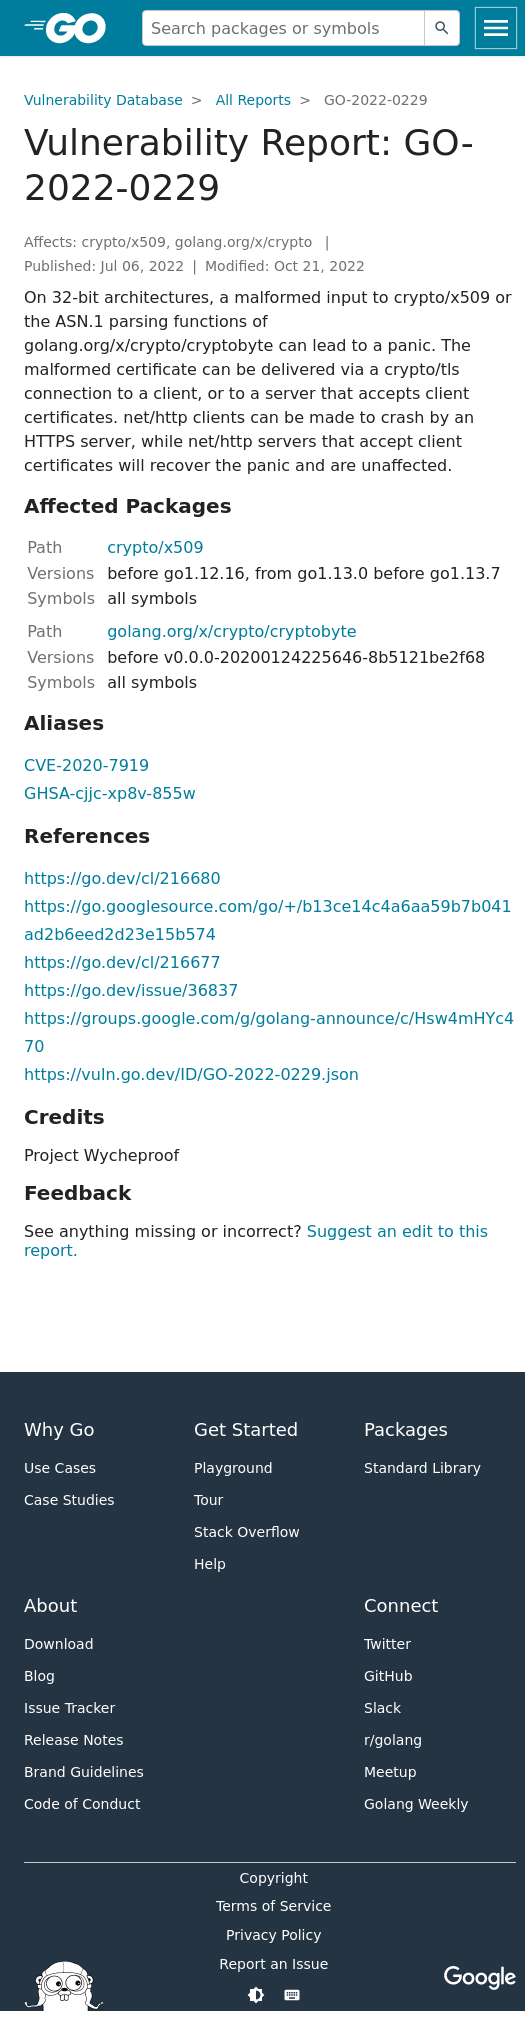 GO
Search packages or symbols
Vulnerability Database > All Reports > GO-2022-0229
Vulnerability Report: GO-
2022-0229
Affects: crypto/x509, golang.org/x/crypto |
Published: Jul 06, 2022 | Modified: Oct 21, 2022
On 32-bit architectures, a malformed input to crypto/x509 or
the ASN.1 parsing functions of
golang.org/x/crypto/cryptobyte can lead to a panic. The
malformed certificate can be delivered via a crypto/tls
connection to a client, or to a server that accepts client
certificates. net/http clients can be made to crash by an
HTTPS server, while net/http servers that accept client
certificates will recover the panic and are unaffected.
Affected Packages
Path crypto/x509
Versions before go1.12.16, from go1.13.0 before go1.13.7
Symbols all symbols
Path golang.org/x/crypto/cryptobyte
Versions before v0.0.0-20200124225646-8b5121be2f68
Symbols all symbols
Aliases
CVE-2020-7919
GHSA-cjjc-xp8v-855w
References
https://go.dev/cl/216680
https://go.googlesource.com/go/+/b13ce14c4a6aa59b7b041
ad2b6eed2d23e15b574
https://go.dev/cl/216677
https://go.dev/issue/36837
https://groups.google.com/g/golang-announce/c/Hsw4mHYc4
70
https://vuln.go.dev/ID/GO-2022-0229.json
Credits
Project Wycheproof
Feedback
See anything missing or incorrect? Suggest an edit to this
report.
Why Go
Use Cases
Case Studies
Get Started
Playground
Tour
Stack Overflow
Help
Packages
Standard Library
About
Download
Blog
Issue Tracker
Release Notes
Brand Guidelines
Code of Conduct
Connect
Twitter
GitHub
Slack
r/golang
Meetup
Golang Weekly
Copyright
Terms of Service
Privacy Policy
Report an Issue
Google